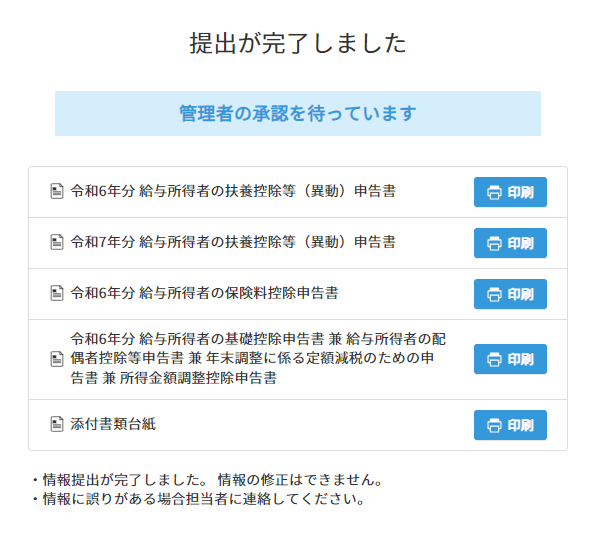 提出が完了しました
管理者の承認を待っています
令和6年分 給与所得者の扶養控除等（異動）申告書
印刷
令和7年分 給与所得者の扶養控除等（異動）申告書
印刷
令和6年分 給与所得者の保険料控除申告書
印刷
令和6年分 給与所得者の基礎控除申告書 兼 給与所得者の配
偶者控除等申告書 兼 年末調整に係る定額減税のための申
告書 兼 所得金額調整控除申告書
印刷
添付書類台紙
印刷
・情報提出が完了しました。 情報の修正はできません。
・情報に誤りがある場合担当者に連絡してください。